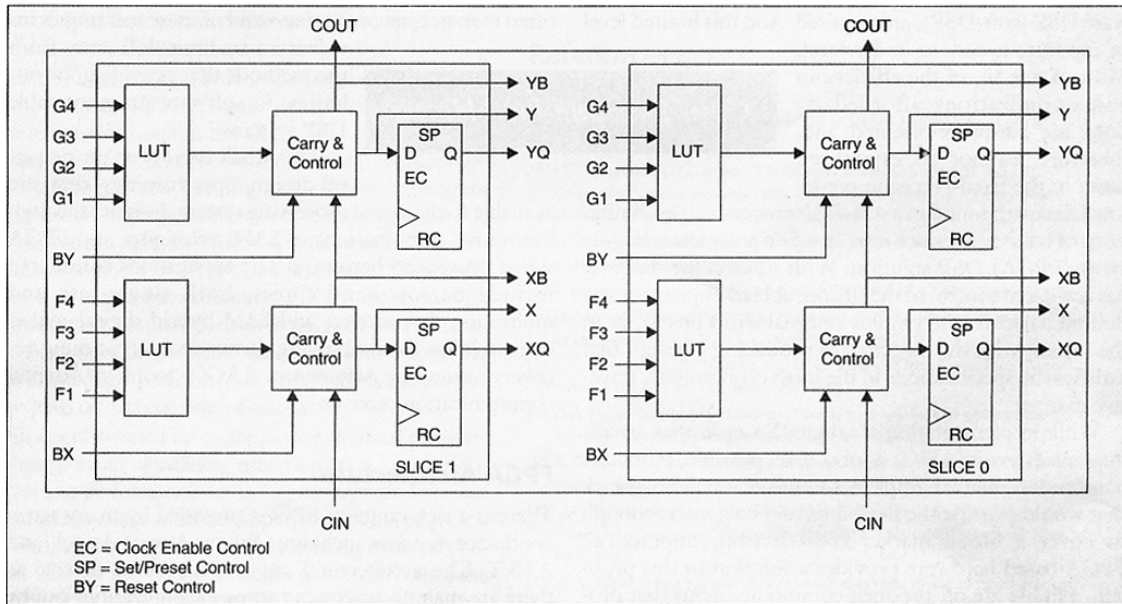 COUT
YB
G4
Y
G3
LUT
Carry &
Control
SP
D Q
EC
RC
YQ
G2
G1
BY
XB
F4
X
F3
LUT
Carry &
Control
SP
D Q
EC
RC
XQ
F2
F1
BX
SLICE 1
CIN
COUT
YB
G4
Y
G3
LUT
Carry &
Control
SP
D Q
EC
RC
YQ
G2
G1
BY
XB
F4
X
F3
LUT
Carry &
Control
SP
D Q
EC
RC
XQ
F2
F1
BX
SLICE 0
CIN
EC = Clock Enable Control
SP = Set/Preset Control
BY = Reset Control